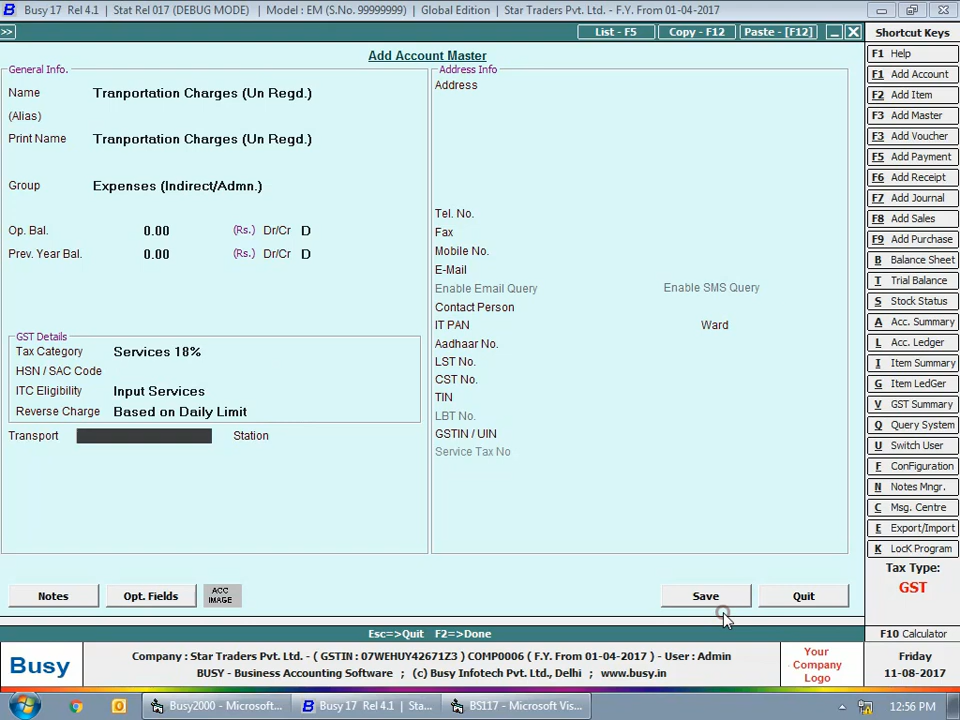 Busy 17 Rel 4.1 | Stat Rel 017 (DEBUG MODE) | Model : EM (S.No. 99999999) | Global Edition | Star Traders Pvt. Ltd. - F.Y. From 01-04-2017
>> List - F5 Copy - F12 Paste - [F12]
Add Account Master
General Info.
Name Tranportation Charges (Un Regd.)
(Alias)
Print Name Tranportation Charges (Un Regd.)
Group Expenses (Indirect/Admn.)
Op. Bal. 0.00 (Rs.) Dr/Cr D
Prev. Year Bal. 0.00 (Rs.) Dr/Cr D
GST Details
Tax Category Services 18%
HSN / SAC Code
ITC Eligibility Input Services
Reverse Charge Based on Daily Limit
Transport Station
Address Info
Address
Tel. No.
Fax
Mobile No.
E-Mail
Enable Email Query Enable SMS Query
Contact Person
IT PAN Ward
Aadhaar No.
LST No.
CST No.
TIN
LBT No.
GSTIN / UIN
Service Tax No
Notes Opt. Fields ACC IMAGE Save Quit
Esc=>Quit F2=>Done
Shortcut Keys
F1 Help
F1 Add Account
F2 Add Item
F3 Add Master
F3 Add Voucher
F5 Add Payment
F6 Add Receipt
F7 Add Journal
F8 Add Sales
F9 Add Purchase
B Balance Sheet
T Trial Balance
S Stock Status
A Acc. Summary
L Acc. Ledger
I Item Summary
G Item LedGer
V GST Summary
Q Query System
U Switch User
F ConFiguration
N Notes Mngr.
C Msg. Centre
E Export/Import
K LocK Program
Tax Type:
GST
F10 Calculator
Busy
Company : Star Traders Pvt. Ltd. - ( GSTIN : 07WEHUY42671Z3 ) COMP0006 ( F.Y. From 01-04-2017 ) - User : Admin
BUSY - Business Accounting Software ; (c) Busy Infotech Pvt. Ltd., Delhi ; www.busy.in
Your
Company
Logo
Friday
11-08-2017
Busy2000 - Microsoft... Busy 17 Rel 4.1 | Sta... BS117 - Microsoft Vis... 12:56 PM